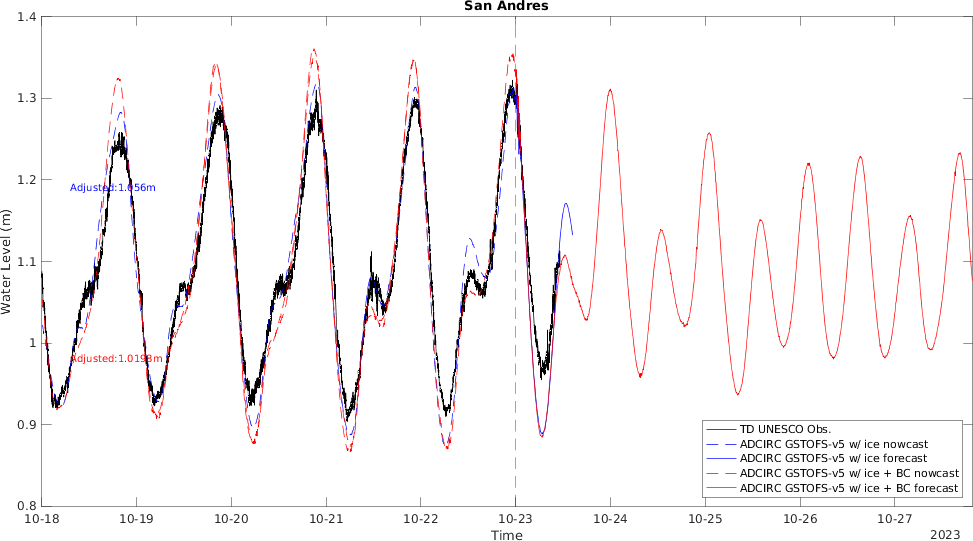 San Andres
1.4
1.3
1.2
1.1
1
0.9
0.8
Water Level (m)
Adjusted:1.056m
Adjusted:1.0193m
TD UNESCO Obs.
ADCIRC GSTOFS-v5 w/ ice nowcast
ADCIRC GSTOFS-v5 w/ ice forecast
ADCIRC GSTOFS-v5 w/ ice + BC nowcast
ADCIRC GSTOFS-v5 w/ ice + BC forecast
10-18 10-19 10-20 10-21 10-22 10-23 10-24 10-25 10-26 10-27
Time
2023